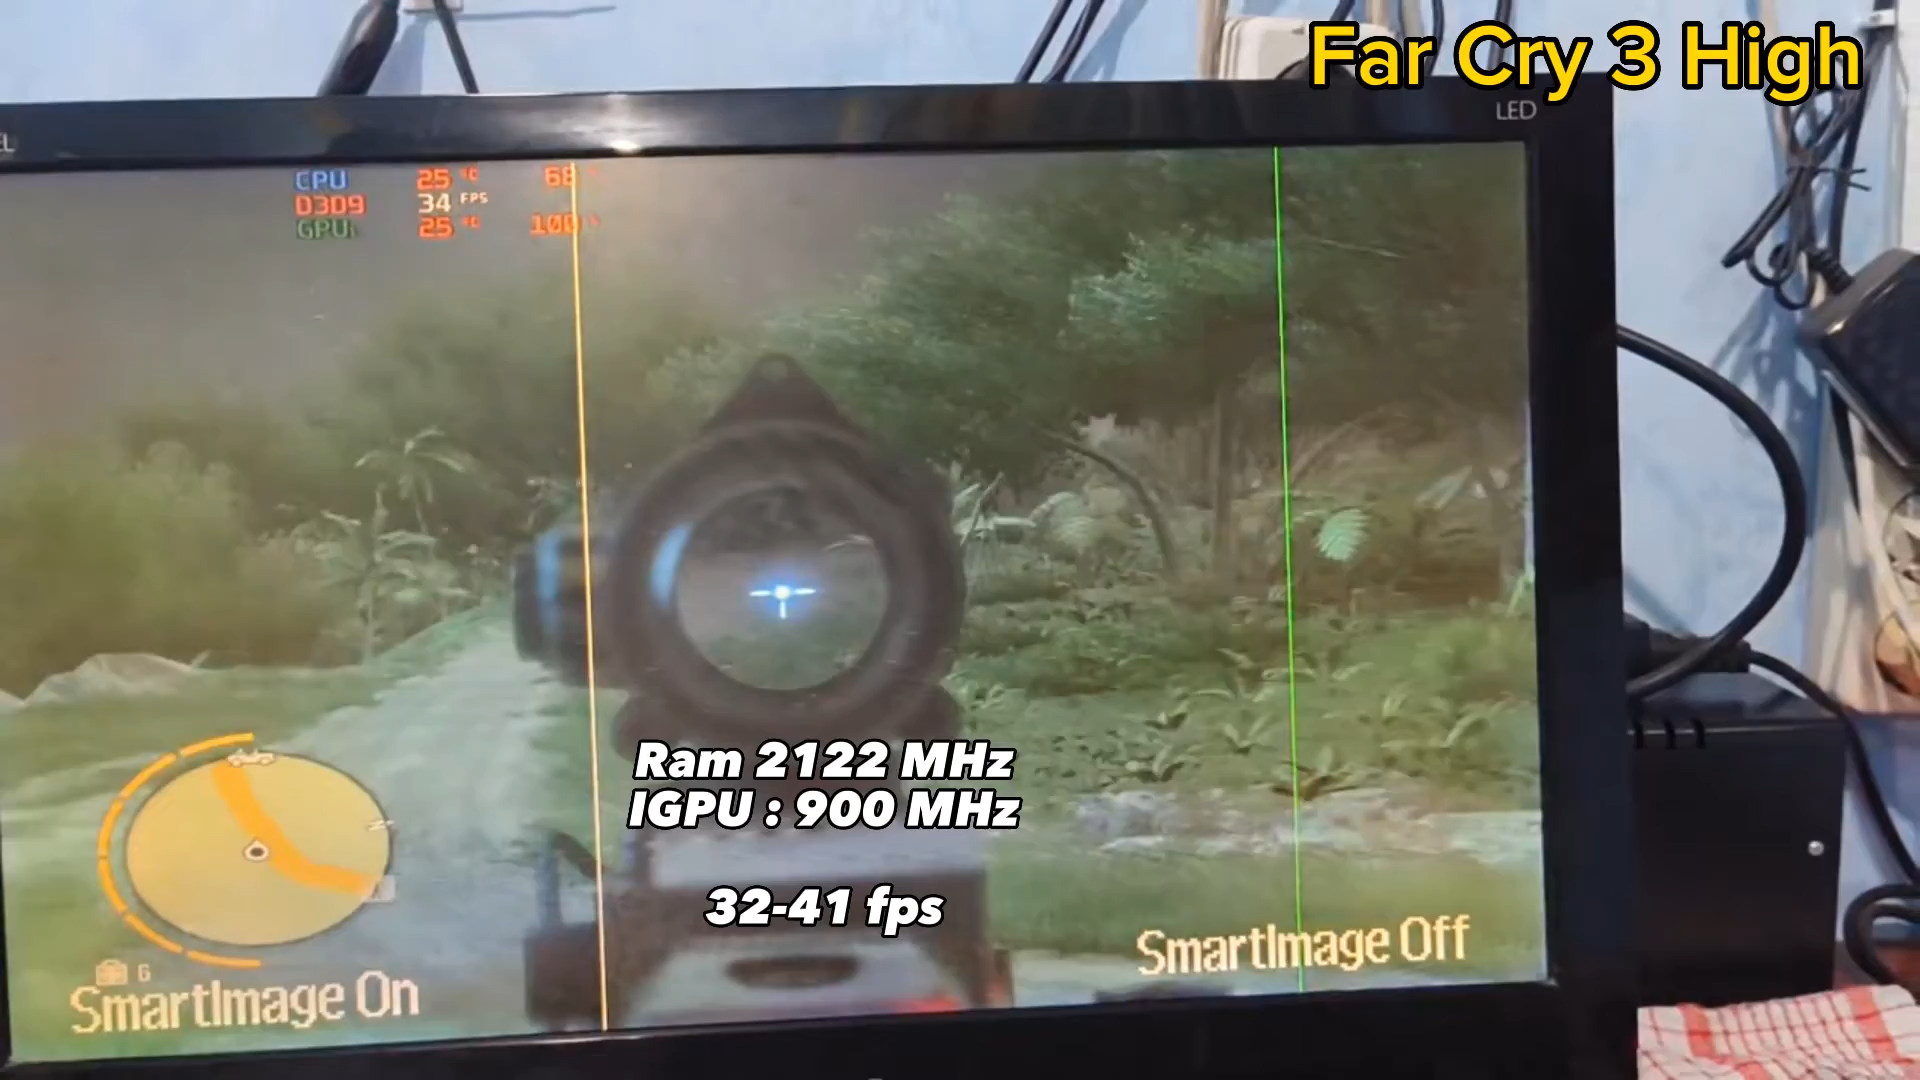 Far Cry 3 High
LED
CPU 25 °C 68
D3D9 34 FPS
GPU 25 °C 100 %
Ram 2122 MHz
IGPU : 900 MHz
32-41 fps
SmartImage Off
6
SmartImage On